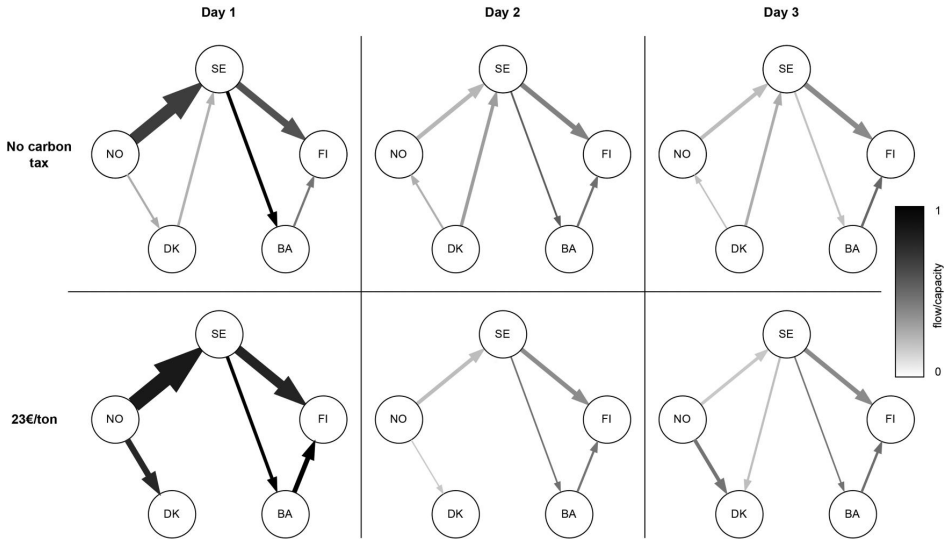 Day 1
Day 2
Day 3
No carbon
tax
SE
NO
FI
DK
BA
SE
NO
FI
DK
BA
SE
NO
FI
DK
BA
1
flow/capacity
0
23€/ton
SE
NO
FI
DK
BA
SE
NO
FI
DK
BA
SE
NO
FI
DK
BA